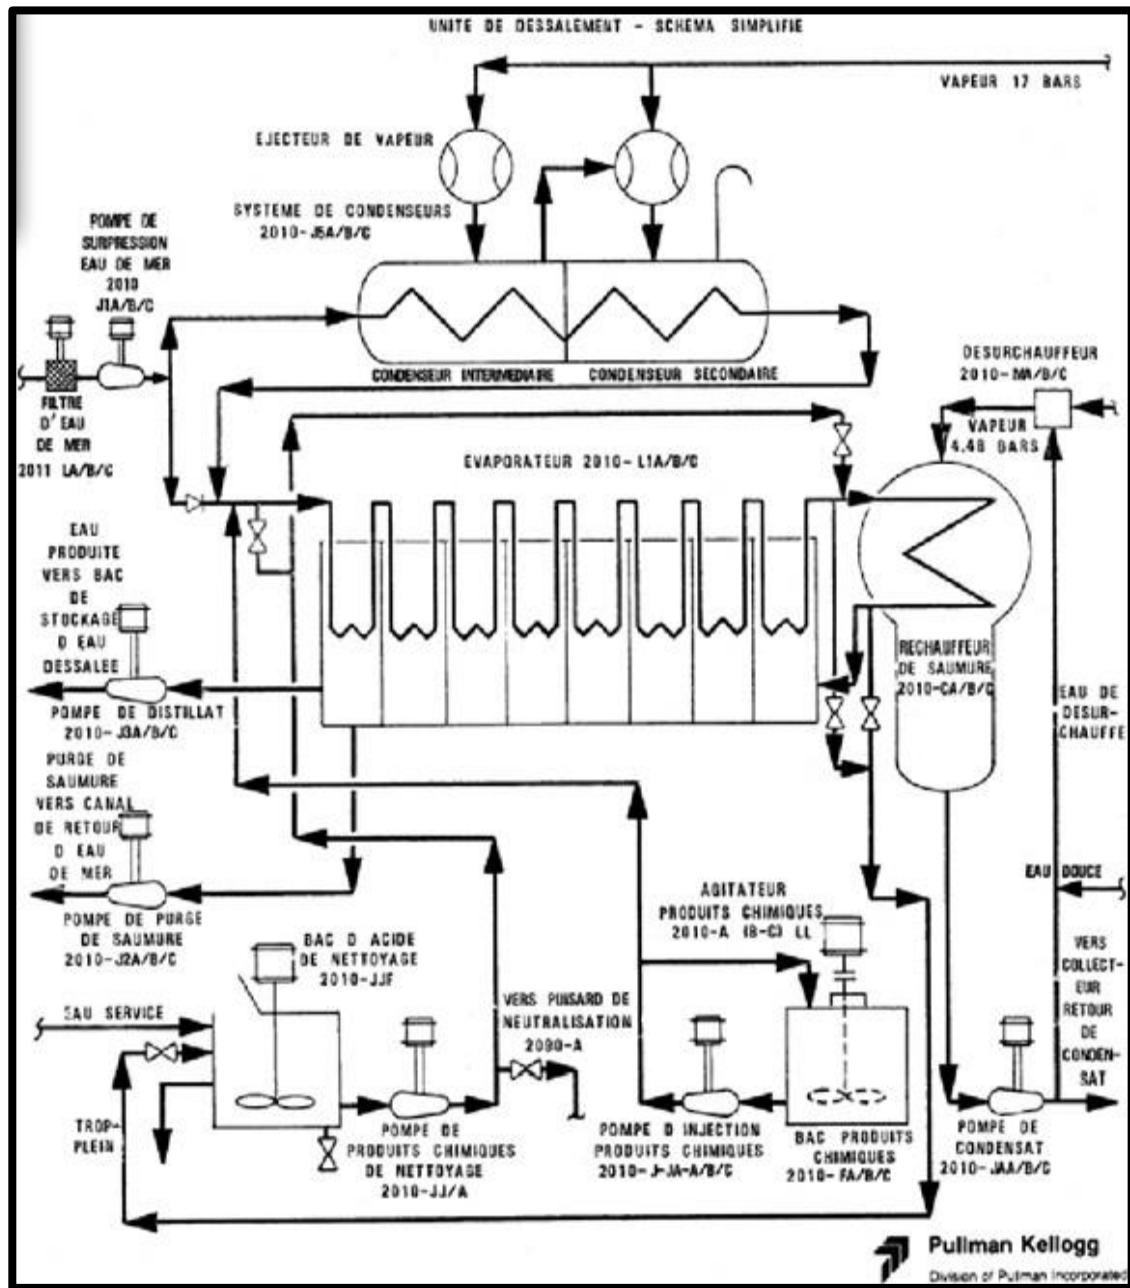 UNITE DE DESSALEMENT - SCHEMA SIMPLIFIE
VAPEUR 17 BARS
EJECTEUR DE VAPEUR
SYSTEME DE CONDENSEURS
2010-J5A/B/C
POMPE DE
SURPRESSION
EAU DE MER
2010
J1A/B/C
CONDENSEUR INTERMEDIAIRE
CONDENSEUR SECONDAIRE
DESURCHAUFFEUR
2010-MA/B/C
VAPEUR
4.48 BARS
FILTRE
D'EAU
DE MER
2011 LA/B/C
EVAPORATEUR 2010-L1A/B/C
EAU
PRODUITE
VERS BAC
DE
STOCKAGE
D EAU
DESSALEE
POMPE DE DISTILLAT
2010-J3A/B/C
RECHAUFFEUR
DE SAUMURE
2010-CA/B/C
EAU DE
DESUR-
CHAUFFE
PURGE DE
SAUMURE
VERS CANAL
DE RETOUR
D EAU
DE MER
POMPE DE PURGE
DE SAUMURE
2010-J2A/B/C
EAU DOUCE
AGITATEUR
PRODUITS CHIMIQUES
2010-A (B-C) LL
BAC D ACIDE
DE NETTOYAGE
2010-JJF
VERS PUISARD DE
NEUTRALISATION
2090-A
VERS
COLLECT-
EUR
RETOUR
DE
CONDEN-
SAT
EAU SERVICE
TROP-
PLEIN
POMPE DE
PRODUITS CHIMIQUES
DE NETTOYAGE
2010-JJ/A
POMPE D INJECTION
PRODUITS CHIMIQUES
2010-J-JA-A/B/C
BAC PRODUITS
CHIMIQUES
2010-FA/B/C
POMPE DE
CONDENSAT
2010-JAA/B/C
Pullman Kellogg
Division of Pullman Incorporated